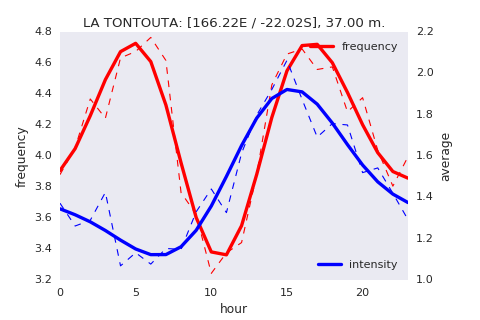 LA TONTOUTA: [166.22E / -22.02S], 37.00 m.
4.8
4.6
4.4
4.2
4.0
3.8
3.6
3.4
3.2
frequency
2.2
2.0
1.8
1.6
1.4
1.2
1.0
average
frequency
intensity
0 5 10 15 20
hour